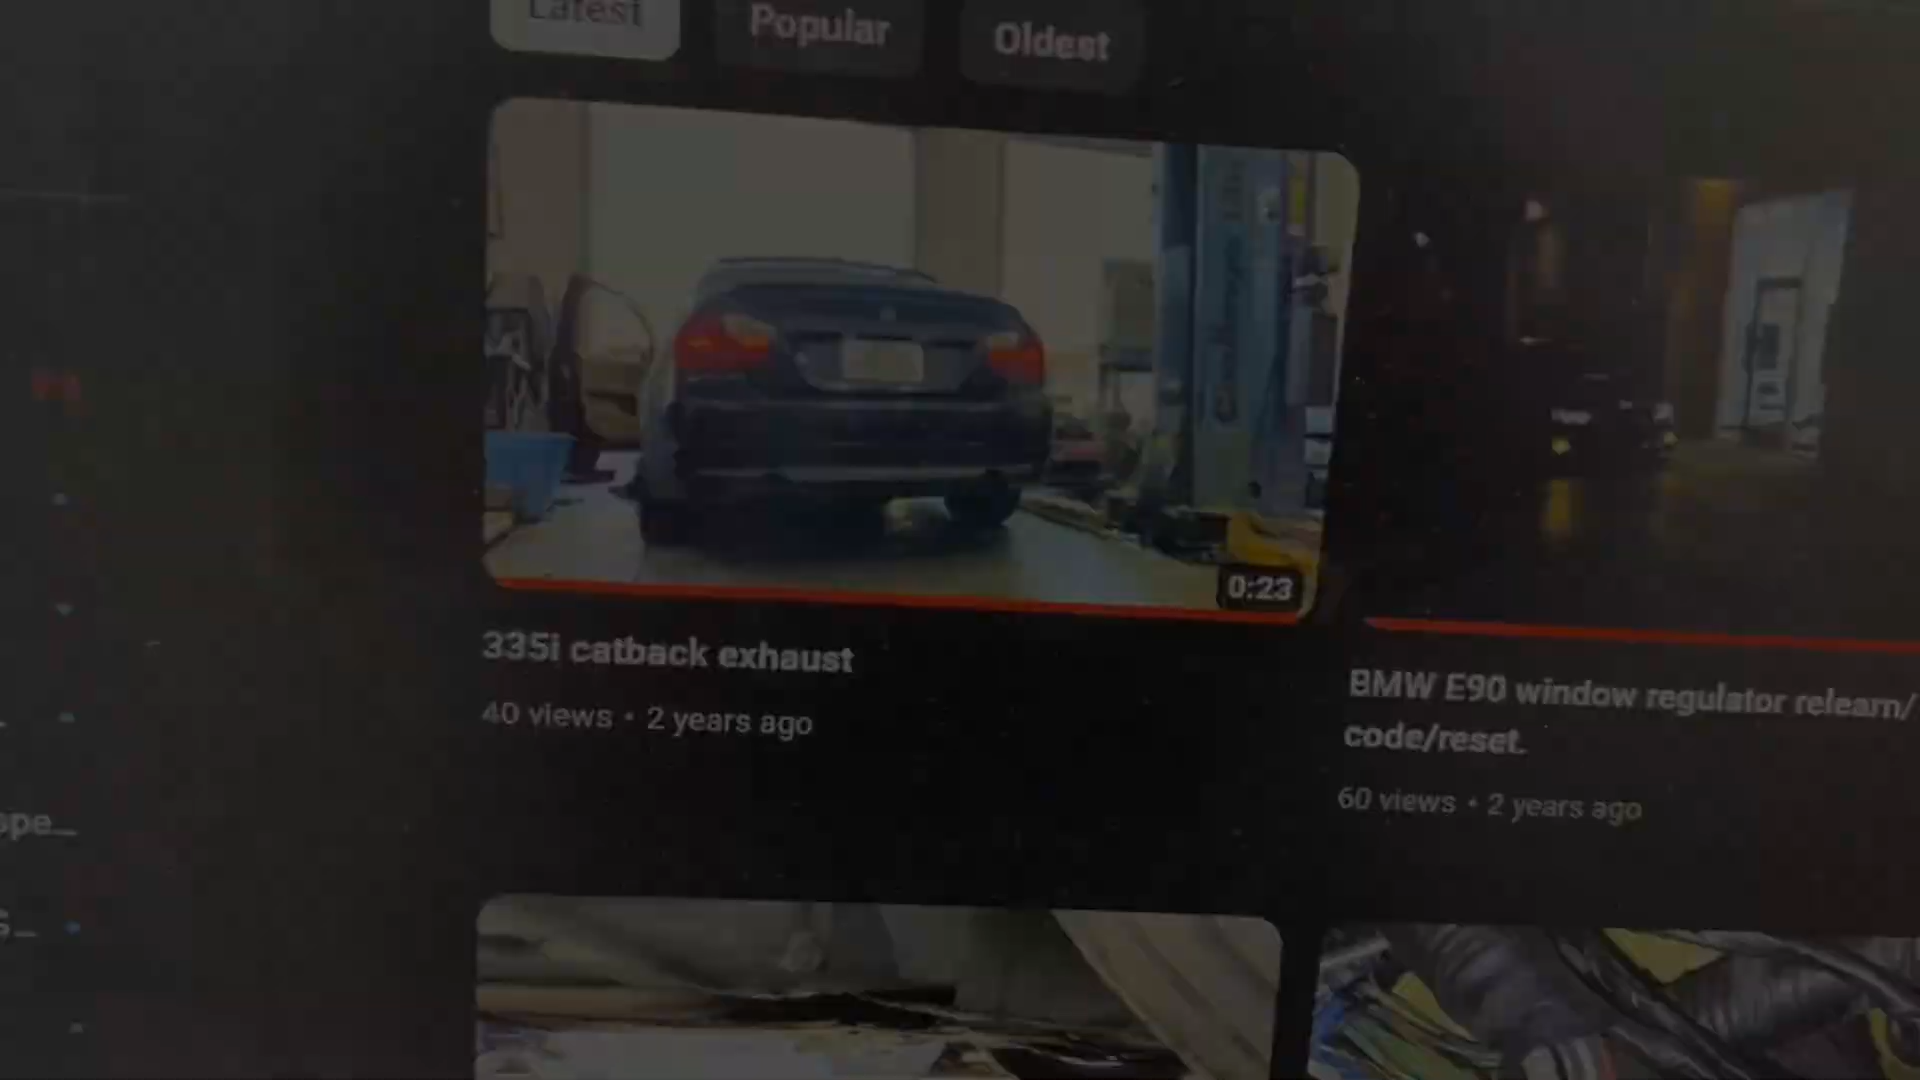 Latest
Popular
Oldest
0:23
335i catback exhaust
40 views • 2 years ago
BMW E90 window regulator relearn/
code/reset.
60 views • 2 years ago